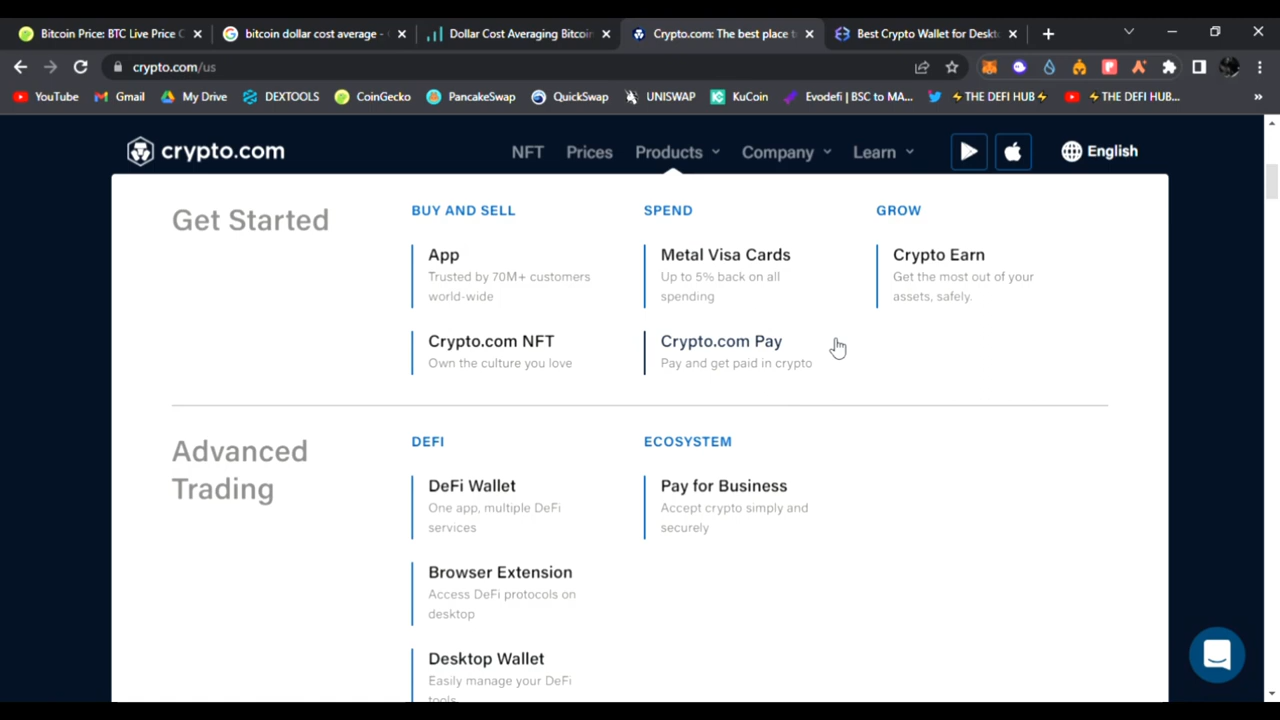 Bitcoin Price: BTC Live Price C
bitcoin dollar cost average -
Dollar Cost Averaging Bitcoin
Crypto.com: The best place t
Best Crypto Wallet for Deskt
crypto.com/us
YouTube
Gmail
My Drive
DEXTOOLS
CoinGecko
PancakeSwap
QuickSwap
UNISWAP
KuCoin
Evodefi | BSC to MA...
⚡THE DEFI HUB⚡
⚡THE DEFI HUB...
»
crypto.com
NFT
Prices
Products
Company
Learn
English
Get Started
BUY AND SELL
App
Trusted by 70M+ customers
world-wide
Crypto.com NFT
Own the culture you love
SPEND
Metal Visa Cards
Up to 5% back on all
spending
Crypto.com Pay
Pay and get paid in crypto
GROW
Crypto Earn
Get the most out of your
assets, safely.
Advanced
Trading
DEFI
DeFi Wallet
One app, multiple DeFi
services
Browser Extension
Access DeFi protocols on
desktop
Desktop Wallet
Easily manage your DeFi
tools
ECOSYSTEM
Pay for Business
Accept crypto simply and
securely